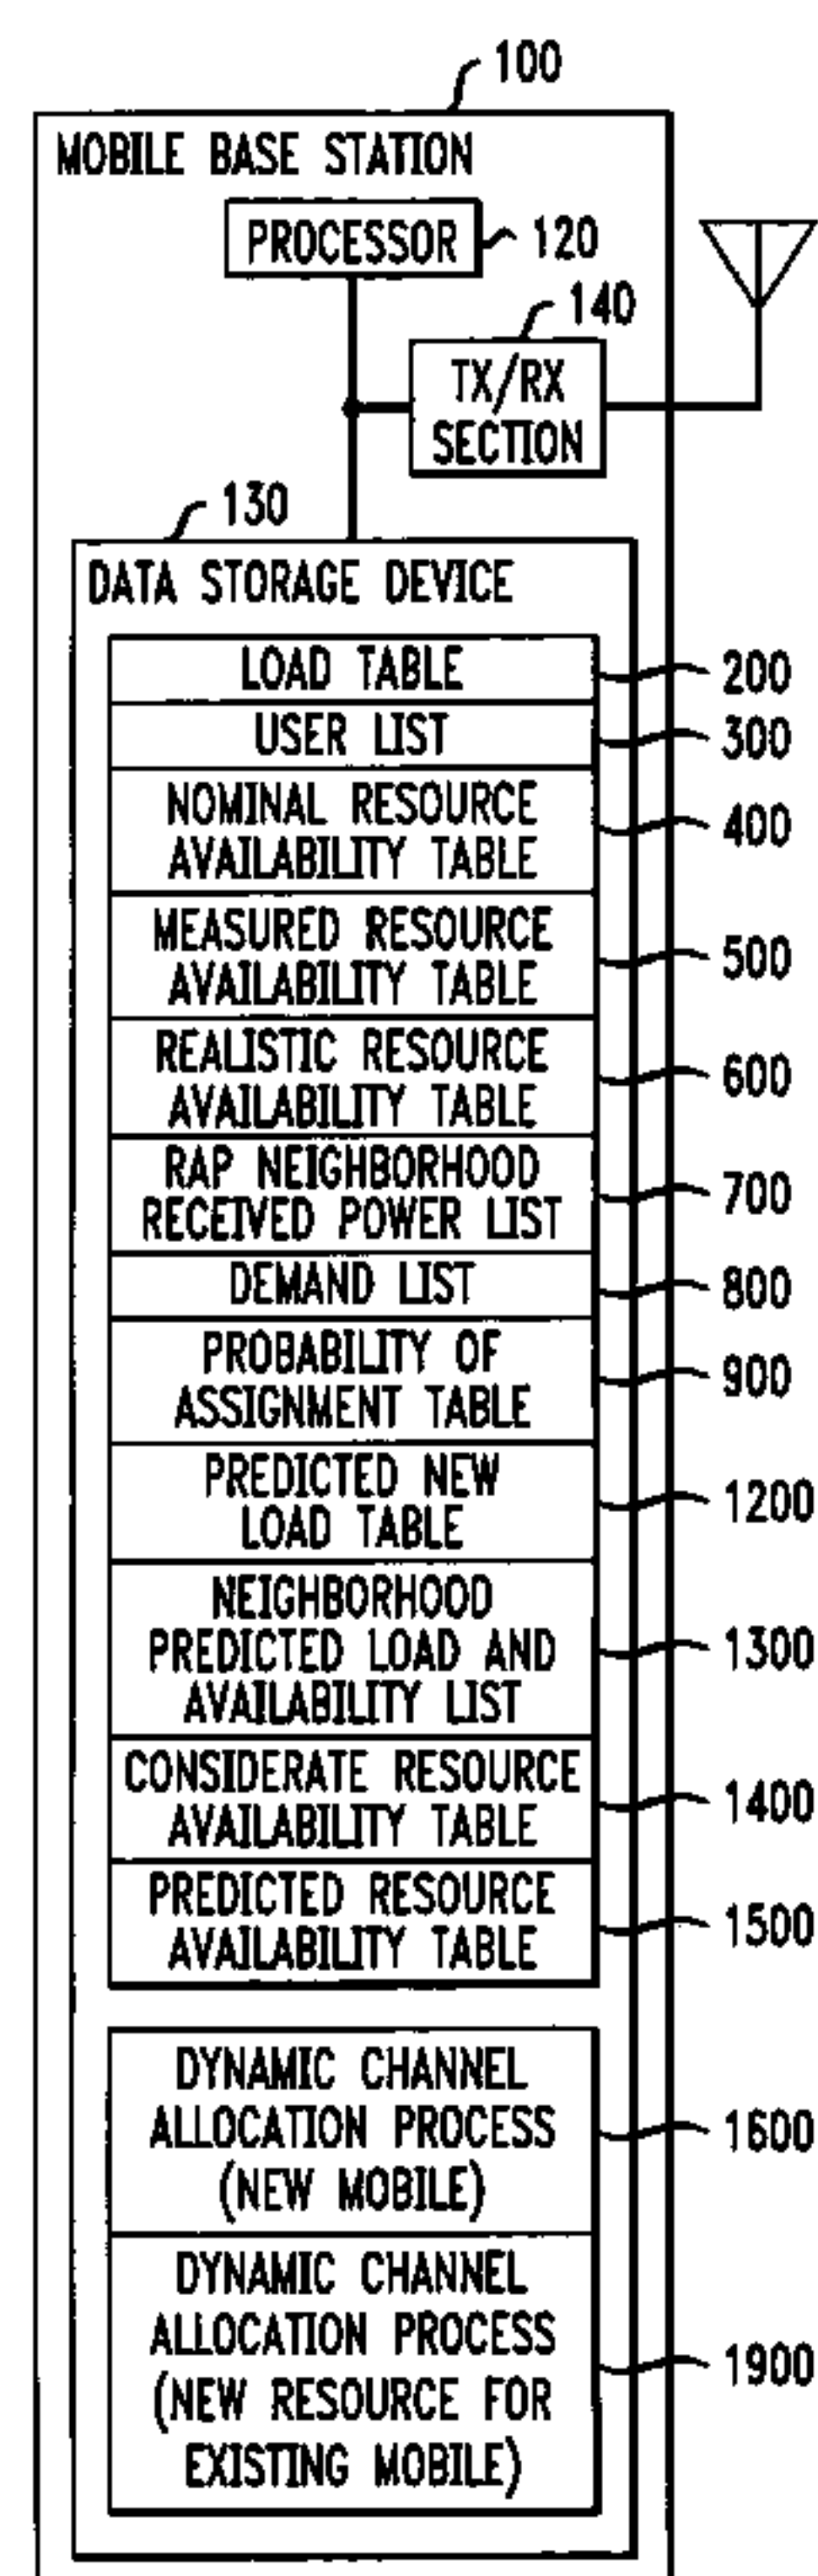 100
MOBILE BASE STATION
PROCESSOR
120
140
TX/RX
SECTION
130
DATA STORAGE DEVICE
LOAD TABLE
200
USER LIST
300
NOMINAL RESOURCE
AVAILABILITY TABLE
400
MEASURED RESOURCE
AVAILABILITY TABLE
500
REALISTIC RESOURCE
AVAILABILITY TABLE
600
RAP NEIGHBORHOOD
RECEIVED POWER LIST
700
DEMAND LIST
800
PROBABILITY OF
ASSIGNMENT TABLE
900
PREDICTED NEW
LOAD TABLE
1200
NEIGHBORHOOD
PREDICTED LOAD AND
AVAILABILITY LIST
1300
CONSIDERATE RESOURCE
AVAILABILITY TABLE
1400
PREDICTED RESOURCE
AVAILABILITY TABLE
1500
DYNAMIC CHANNEL
ALLOCATION PROCESS
(NEW MOBILE)
1600
DYNAMIC CHANNEL
ALLOCATION PROCESS
(NEW RESOURCE FOR
EXISTING MOBILE)
1900